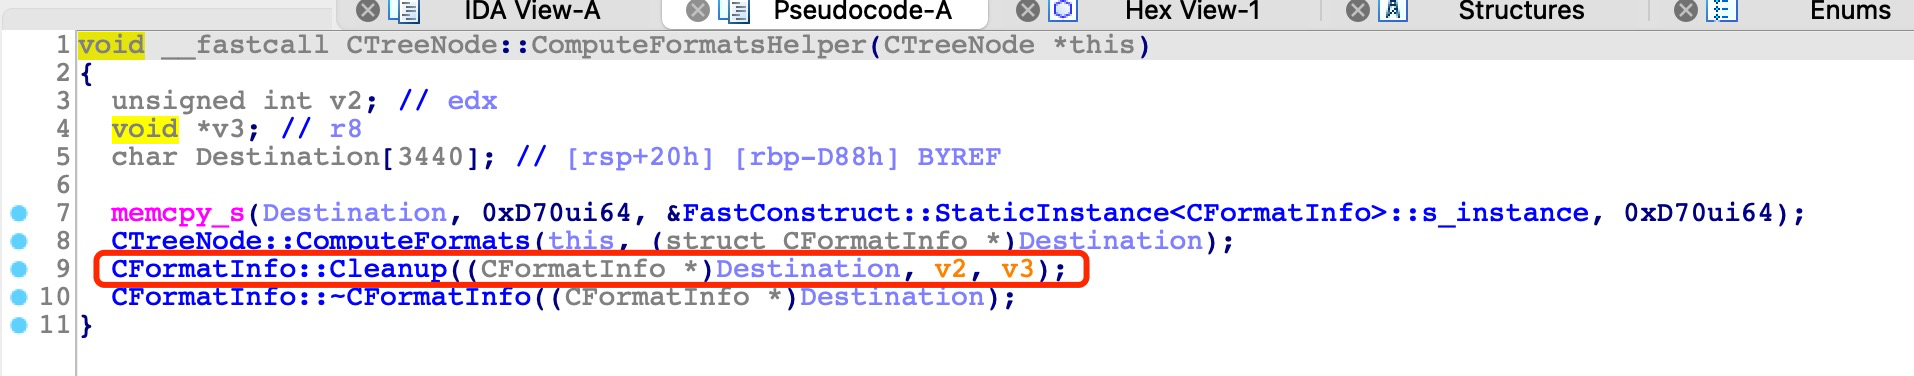 IDA View-A Pseudocode-A Hex View-1 Structures Enums
1 void __fastcall CTreeNode::ComputeFormatsHelper(CTreeNode *this)
2 {
3 unsigned int v2; // edx
4 void *v3; // r8
5 char Destination[3440]; // [rsp+20h] [rbp-D88h] BYREF
6
7 memcpy_s(Destination, 0xD70ui64, &FastConstruct::StaticInstance<CFormatInfo>::s_instance, 0xD70ui64);
8 CTreeNode::ComputeFormats(this, (struct CFormatInfo *)Destination);
9 CFormatInfo::Cleanup((CFormatInfo *)Destination, v2, v3);
10 CFormatInfo::~CFormatInfo((CFormatInfo *)Destination);
11 }